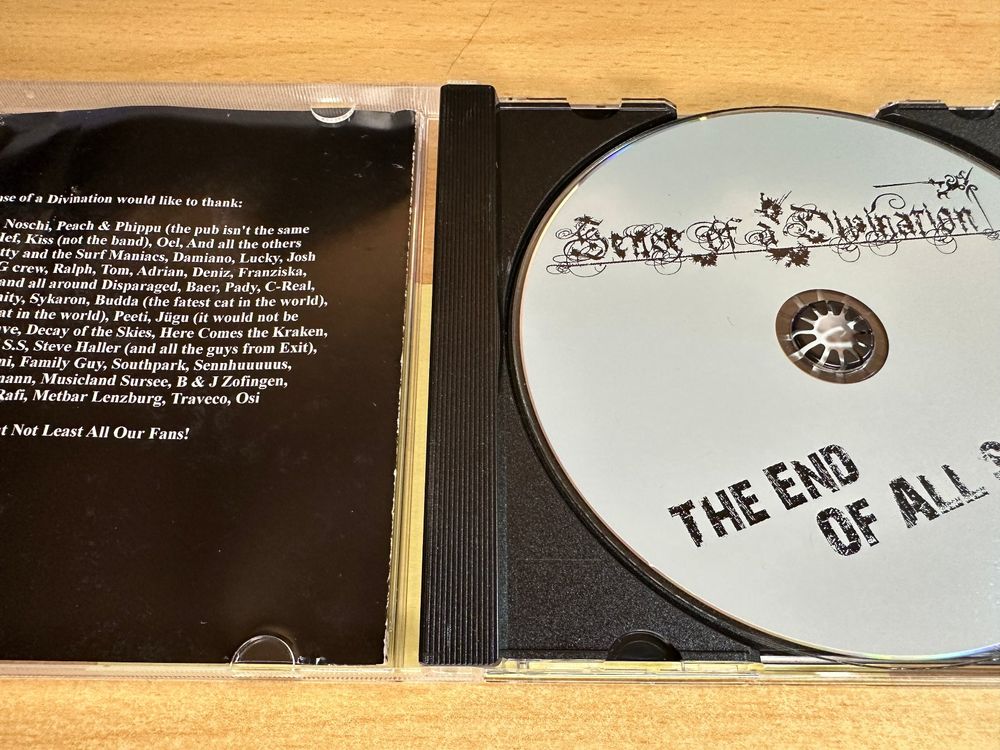 nse of a Divination would like to thank:
Noschi, Peach & Phippu (the pub isn't the same
lef, Kiss (not the band), Oel, And all the others
tty and the Surf Maniacs, Damiano, Lucky, Josh
G crew, Ralph, Tom, Adrian, Deniz, Franziska,
and all around Disparaged, Baer, Pady, C-Real,
nity, Sykaron, Budda (the fatest cat in the world),
at in the world), Peeti, Jügu (it would not be
ve, Decay of the Skies, Here Comes the Kraken,
S.S, Steve Haller (and all the guys from Exit),
ni, Family Guy, Southpark, Sennhuuuuus,
mann, Musicland Sursee, B & J Zofingen,
Rafi, Metbar Lenzburg, Traveco, Osi
t Not Least All Our Fans!
Sense of a Divination
THE END
OF ALL